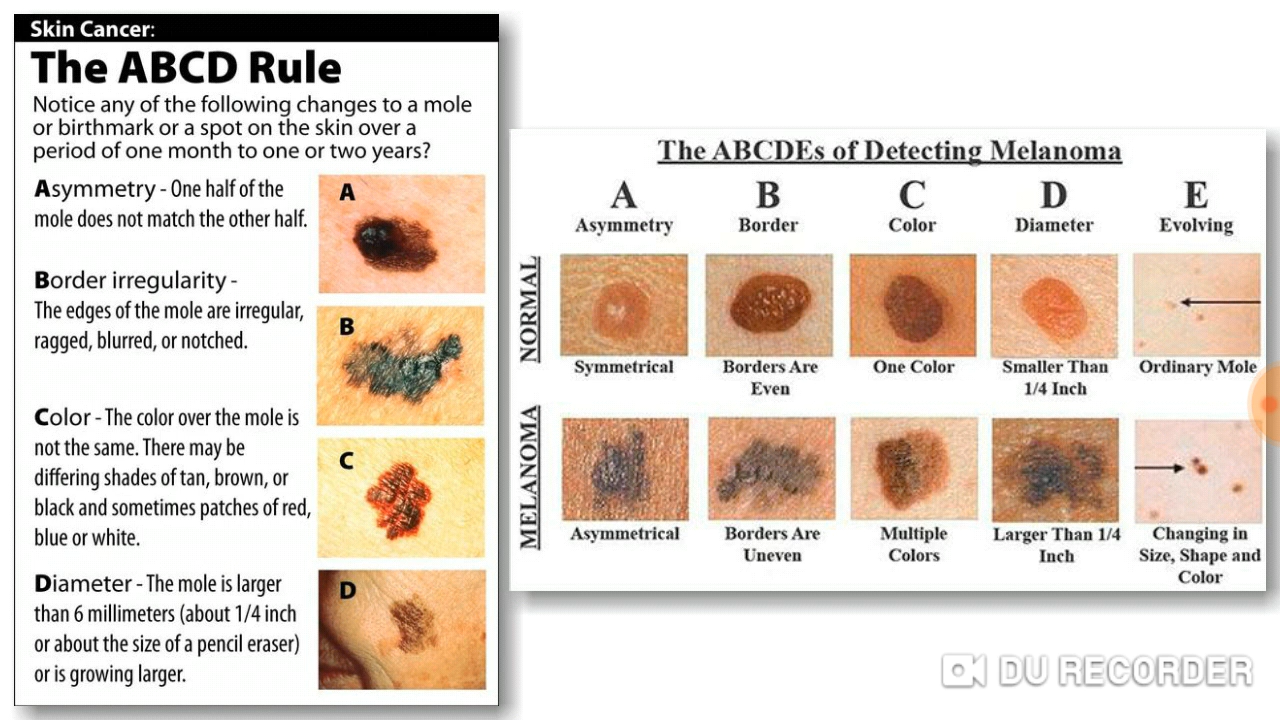 Skin Cancer:
The ABCD Rule
Notice any of the following changes to a mole
or birthmark or a spot on the skin over a
period of one month to one or two years?
Asymmetry - One half of the
mole does not match the other half.
A
Border irregularity -
The edges of the mole are irregular,
ragged, blurred, or notched.
B
Color - The color over the mole is
not the same. There may be
differing shades of tan, brown, or
black and sometimes patches of red,
blue or white.
C
Diameter - The mole is larger
than 6 millimeters (about 1/4 inch
or about the size of a pencil eraser)
or is growing larger.
D
The ABCDEs of Detecting Melanoma
A B C D E
Asymmetry Border Color Diameter Evolving
NORMAL
Symmetrical Borders Are One Color Smaller Than Ordinary Mole
Even 1/4 Inch
MELANOMA
Asymmetrical Borders Are Multiple Larger Than 1/4 Changing in
Uneven Colors Inch Size, Shape and
Color
DU RECORDER